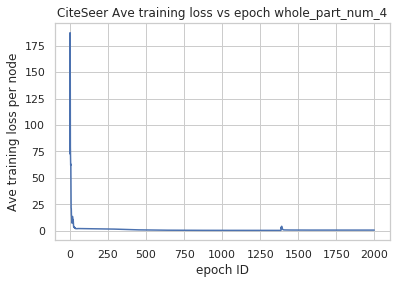 CiteSeer Ave training loss vs epoch whole_part_num_4
Ave training loss per node
175
150
125
100
75
50
25
0
0 250 500 750 1000 1250 1500 1750 2000
epoch ID